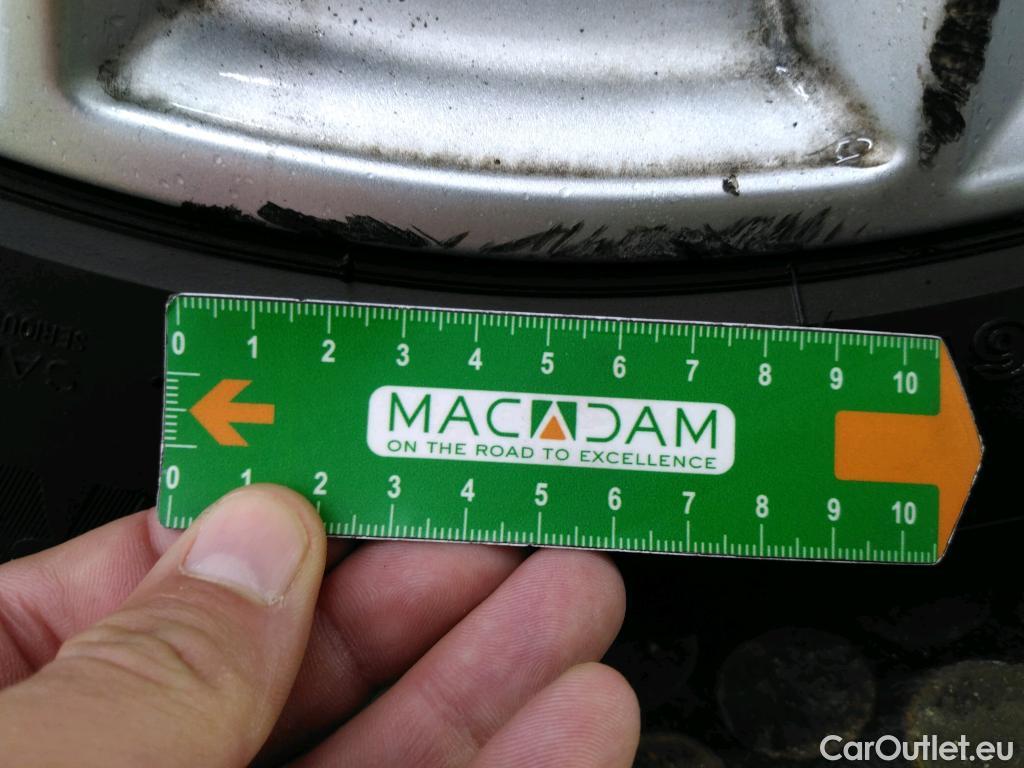 0 1 2 3 4 5 6 7 8 9 10
MACADAM
ON THE ROAD TO EXCELLENCE
0 1 2 3 4 5 6 7 8 9 10
CarOutlet.eu